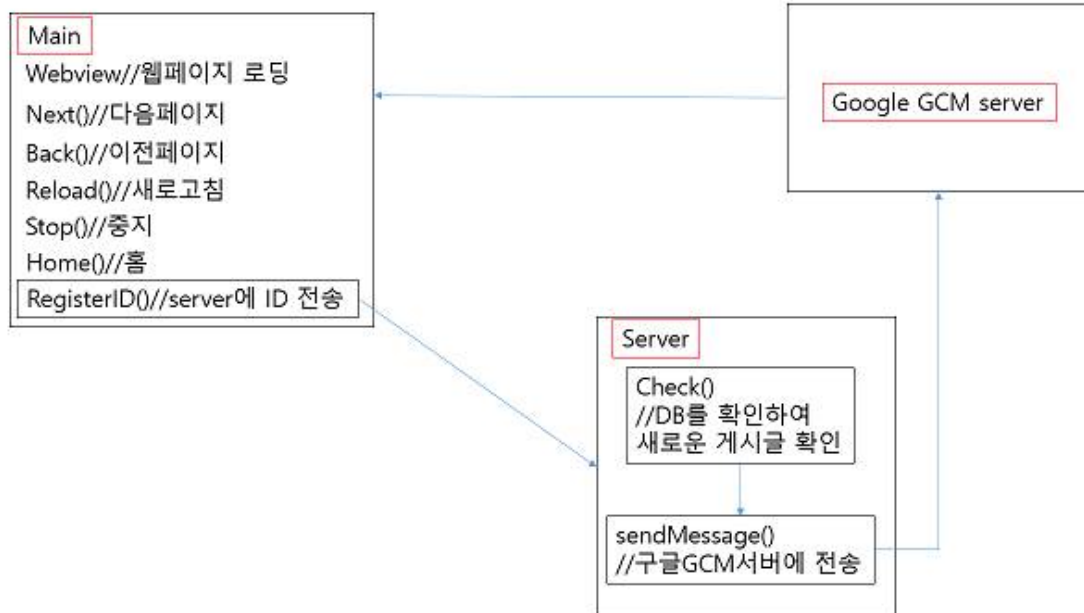 Main
Webview//웹페이지 로딩
Next()//다음페이지
Back()//이전페이지
Reload()//새로고침
Stop()//중지
Home()//홈
RegisterID()//server에 ID 전송
Google GCM server
Server
Check()
//DB를 확인하여
새로운 게시글 확인
sendMessage()
//구글GCM서버에 전송